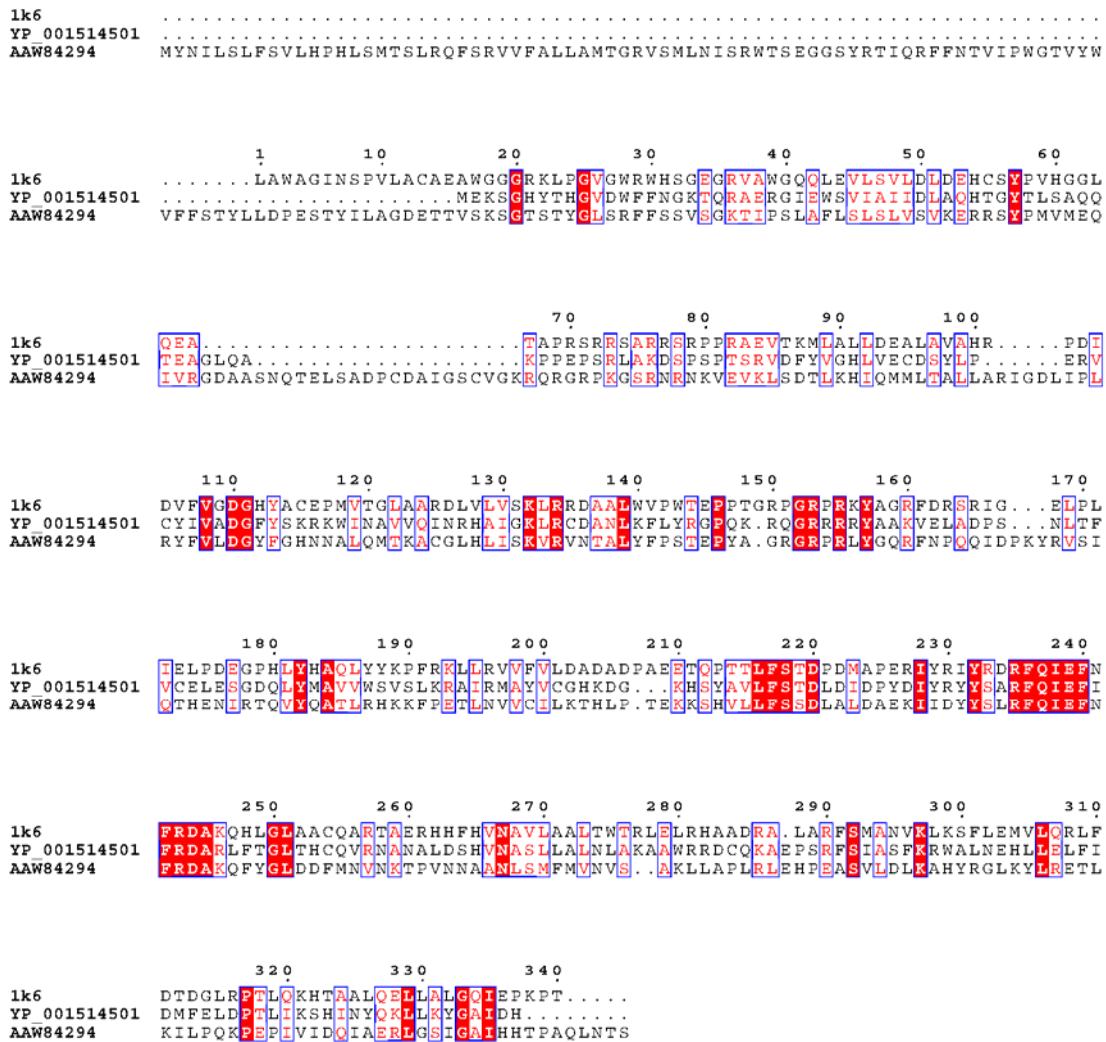 1k6 ......................................................................
YP_001514501 ......................................................................
AAW84294 MYNILSLFSVLHPHLSMTSLRQFSRVVFALLAMTGRVSMLNISRWTSEGGSYRTIQRFFNTVIPWGTVYW
1 10 20 30 40 50 60
1k6 .......LAWAGINSPVLACAEAWGGGRKLPGVGWRWHSGEGRVAWGQQLEVLSVLDLDEHCSYPVHGGL
YP_001514501 ......................MEKSGHYTHGVDWFFNGKTQRAERGIEWSVIAIIDLAQHTGYTLSAQQ
AAW84294 VFFSTYLLDPESTYILAGDETTVSKSGTSTYGLSRFFSSVSGKTIPSLAFLSLSLVSVKERRSYPMVMEQ
70 80 90 100
1k6 QEA........................TAPRSRRSARRSRPPRAEVTKMLALLDEALAVAHR.....PDI
YP_001514501 TEAGLQA....................KPPEPSRLAKDSPSPTSRVDFYVGHLVECDSYLP......ERV
AAW84294 IVRGDAASNQTELSADPCDAIGSCVGKRQRGRPKGSRNRNKVEVKLSDTLKHIQMMLTALLARIGDLIPL
110 120 130 140 150 160 170
1k6 DVFVGDGHYACEPMVTGLAARDLVLVSKLRRDAALWVPWTEPPTGRPGRPRKYAGRFDRSRIG...ELPL
YP_001514501 CYIVADGFYSKRKWINAVVQINRHAIGKLRCDANLKFLYRGPQK.RQGRRRRYAAKVELADPS...NLTF
AAW84294 RYFVLDGYFGHNNALQMTKACGLHLISKVRVNTALYFPSTEPYA.GRGRPRLYGQRFNPQQIDPKYRVSI
180 190 200 210 220 230 240
1k6 IELPDEGPHLYHAQLYYKPFRKLLRVVFVLDADADPAEETQPTTLFSTDPDMAPERIYRIYRDRFQIEFN
YP_001514501 VCELESGDQLYMAVVWSVSLKRAIRMAYVCGHKDG...KHSYAVLFSTDLDIDPYDIYRYYSARFQIEFI
AAW84294 QTHENIRTQVYQATLRHKKFPETLNVVCILKTHLP.TEKKSHVLLFSSDLALDAEKIIDYYSLRFQIEFN
250 260 270 280 290 300 310
1k6 FRDAKQHLGLAACQARTAERHHFHVNAVLAALTWTRLELRHAADRA.LARFSMANVKLKSFLEMVLQRLF
YP_001514501 FRDARLFTGLTHCQVRNANALDSHVNASLLALNLAKAAWRRDCQKAEPSRFSIASFKRWALNEHLLELFI
AAW84294 FRDAKQFYGLDDFMNVNKTPVNNAANLSMFMVNVS..AKLLAPLRLEHPEASVLDLKAHYRGLKYLRETL
320 330 340
1k6 DTDGLRPTLQKHTAALQELLALGQIEPKPT.....
YP_001514501 DMFELDPTLIKSHINYQKLLKYGAIDH........
AAW84294 KILPQKPEPIVIDQIAERLGSIGAIHHTPAQLNTS